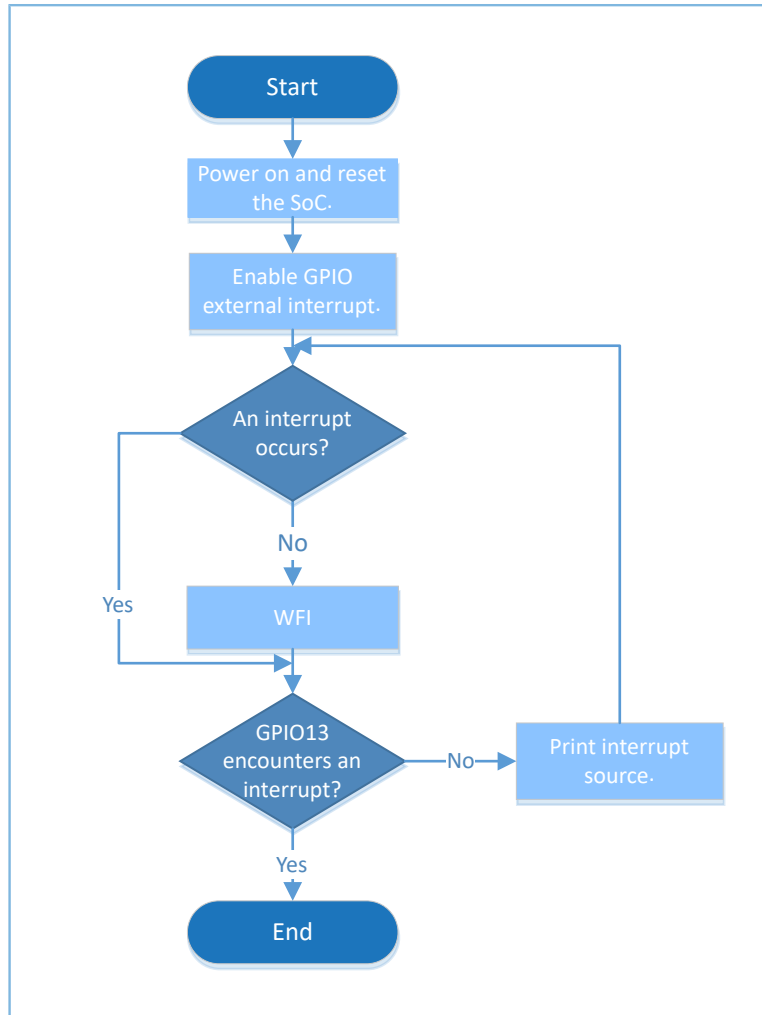 Start
Power on and reset
the SoC.
Enable GPIO
external interrupt.
An interrupt
occurs?
No
Yes
WFI
GPIO13
encounters an
interrupt?
No
Print interrupt
source.
Yes
End